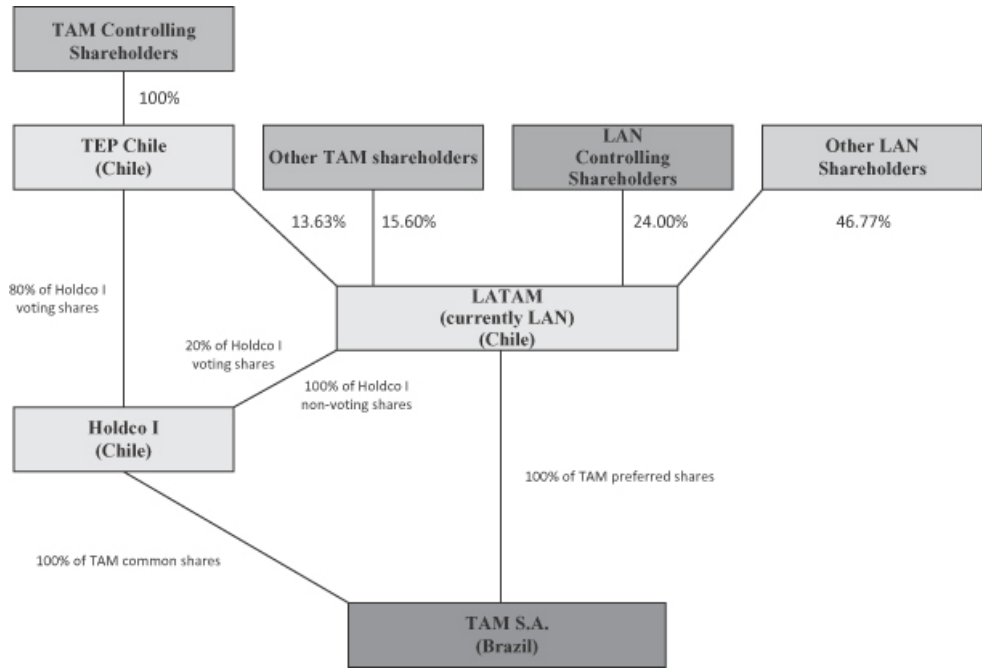 TAM Controlling
Shareholders
100%
TEP Chile
(Chile)
Other TAM shareholders
LAN
Controlling
Shareholders
Other LAN
Shareholders
13.63%
15.60%
24.00%
46.77%
80% of Holdco I
voting shares
LATAM
(currently LAN)
(Chile)
20% of Holdco I
voting shares
100% of Holdco I
non-voting shares
Holdco I
(Chile)
100% of TAM preferred shares
100% of TAM common shares
TAM S.A.
(Brazil)